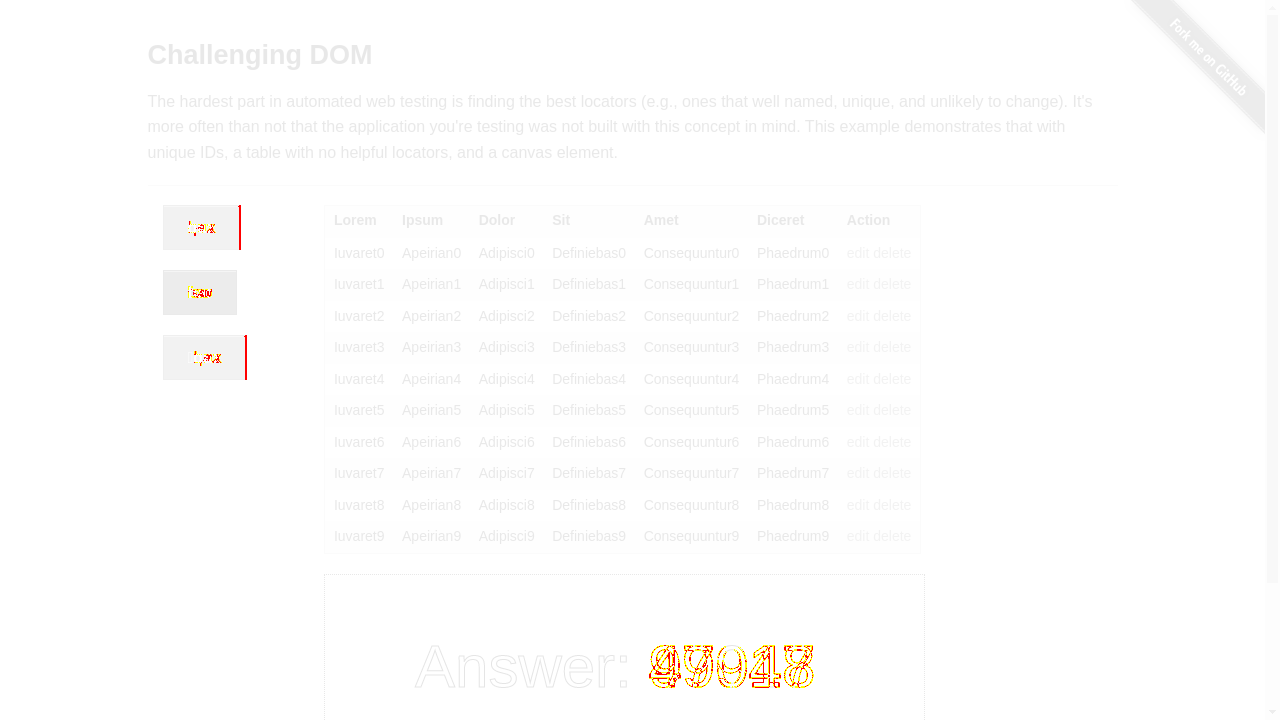 Fork me on GitHub
Challenging DOM
The hardest part in automated web testing is finding the best locators (e.g., ones that well named, unique, and unlikely to change). It's
more often than not that the application you're testing was not built with this concept in mind. This example demonstrates that with
unique IDs, a table with no helpful locators, and a canvas element.
Lorem Ipsum Dolor Sit Amet Diceret Action
Iuvaret0 Apeirian0 Adipisci0 Definiebas0 Consequuntur0 Phaedrum0 edit delete
Iuvaret1 Apeirian1 Adipisci1 Definiebas1 Consequuntur1 Phaedrum1 edit delete
Iuvaret2 Apeirian2 Adipisci2 Definiebas2 Consequuntur2 Phaedrum2 edit delete
Iuvaret3 Apeirian3 Adipisci3 Definiebas3 Consequuntur3 Phaedrum3 edit delete
Iuvaret4 Apeirian4 Adipisci4 Definiebas4 Consequuntur4 Phaedrum4 edit delete
Iuvaret5 Apeirian5 Adipisci5 Definiebas5 Consequuntur5 Phaedrum5 edit delete
Iuvaret6 Apeirian6 Adipisci6 Definiebas6 Consequuntur6 Phaedrum6 edit delete
Iuvaret7 Apeirian7 Adipisci7 Definiebas7 Consequuntur7 Phaedrum7 edit delete
Iuvaret8 Apeirian8 Adipisci8 Definiebas8 Consequuntur8 Phaedrum8 edit delete
Iuvaret9 Apeirian9 Adipisci9 Definiebas9 Consequuntur9 Phaedrum9 edit delete
Answer: